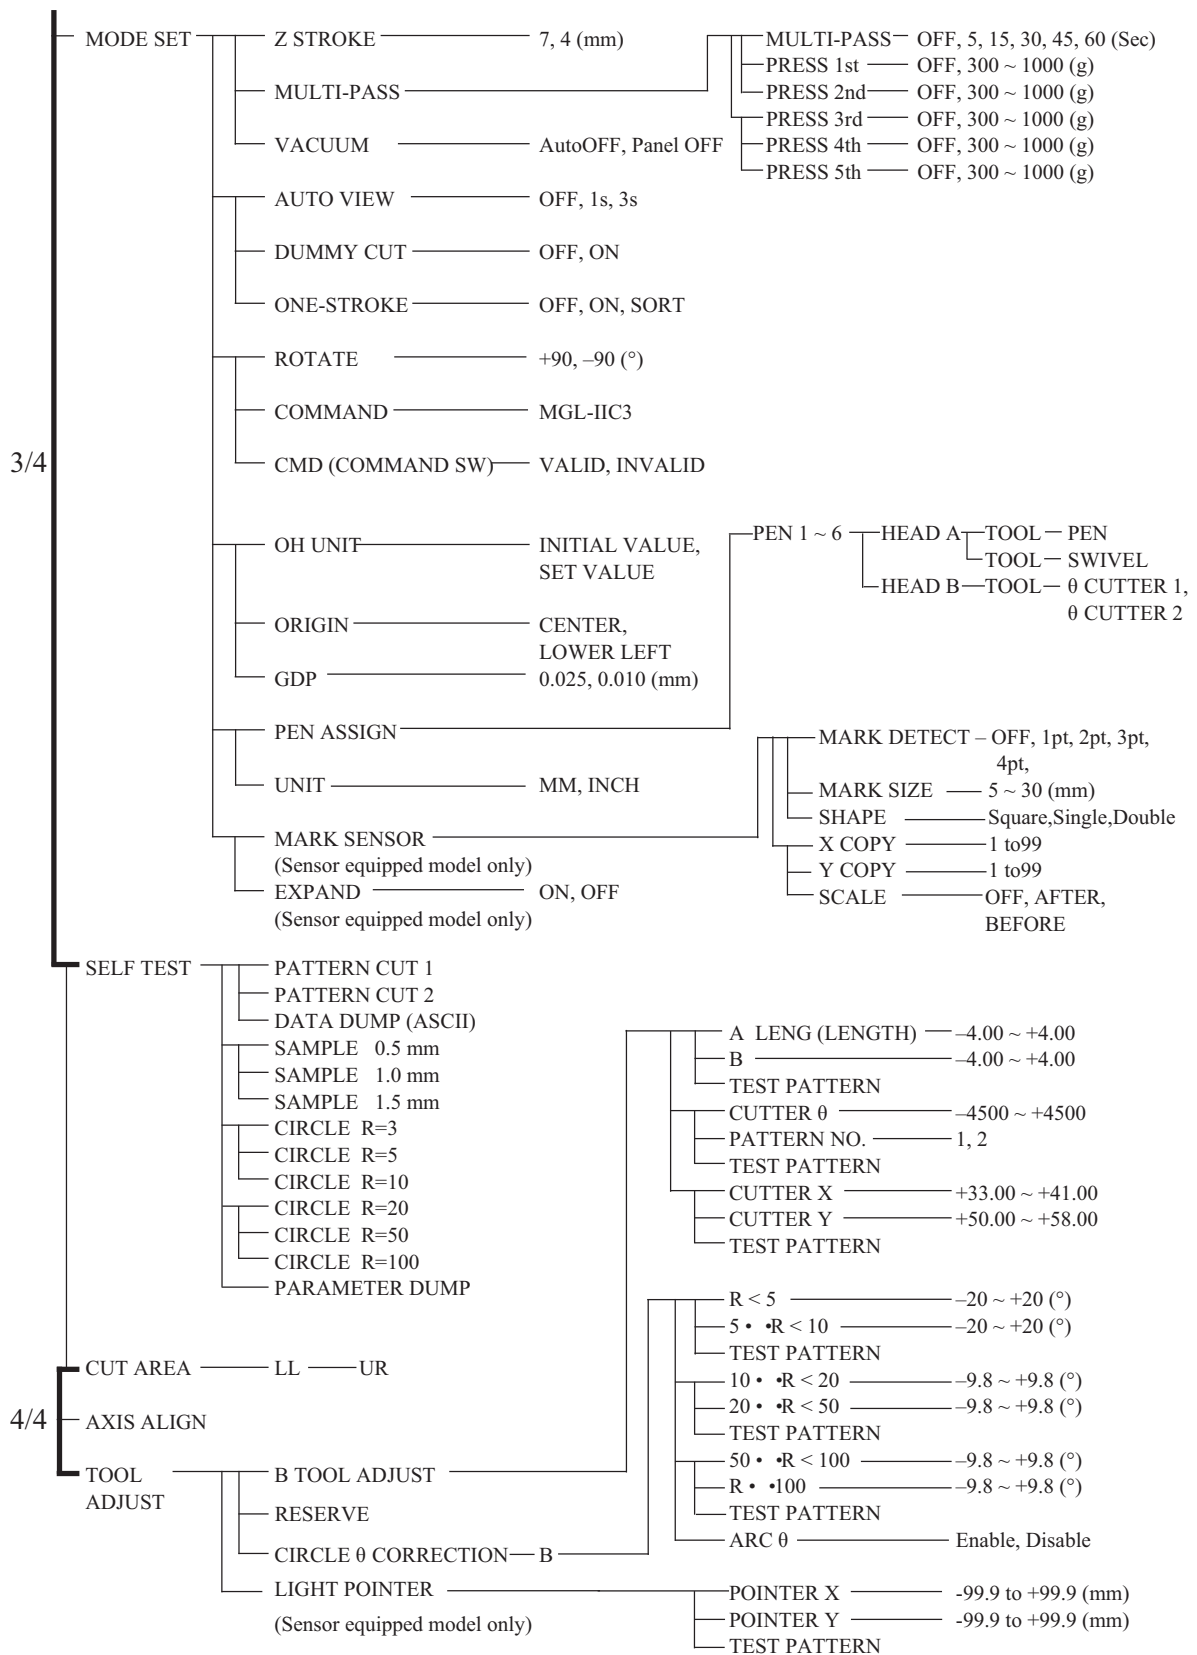 MODE SET
Z STROKE
7, 4 (mm)
MULTI-PASS
OFF, 5, 15, 30, 45, 60 (Sec)
PRESS 1st
OFF, 300 ~ 1000 (g)
MULTI-PASS
PRESS 2nd
OFF, 300 ~ 1000 (g)
PRESS 3rd
OFF, 300 ~ 1000 (g)
VACUUM
AutoOFF, Panel OFF
PRESS 4th
OFF, 300 ~ 1000 (g)
PRESS 5th
OFF, 300 ~ 1000 (g)
AUTO VIEW
OFF, 1s, 3s
DUMMY CUT
OFF, ON
ONE-STROKE
OFF, ON, SORT
ROTATE
+90, –90 (°)
COMMAND
MGL-IIC3
3/4
CMD (COMMAND SW)
VALID, INVALID
OH UNIT
INITIAL VALUE,
SET VALUE
PEN 1 ~ 6
HEAD A
TOOL
PEN
TOOL
SWIVEL
HEAD B
TOOL
θ CUTTER 1,
θ CUTTER 2
ORIGIN
CENTER,
LOWER LEFT
GDP
0.025, 0.010 (mm)
PEN ASSIGN
UNIT
MM, INCH
MARK DETECT – OFF, 1pt, 2pt, 3pt,
4pt,
MARK SIZE
5 ~ 30 (mm)
SHAPE
Square,Single,Double
MARK SENSOR
(Sensor equipped model only)
X COPY
1 to99
Y COPY
1 to99
EXPAND
ON, OFF
(Sensor equipped model only)
SCALE
OFF, AFTER,
BEFORE
SELF TEST
PATTERN CUT 1
PATTERN CUT 2
DATA DUMP (ASCII)
SAMPLE 0.5 mm
SAMPLE 1.0 mm
SAMPLE 1.5 mm
CIRCLE R=3
CIRCLE R=5
CIRCLE R=10
CIRCLE R=20
CIRCLE R=50
CIRCLE R=100
PARAMETER DUMP
A LENG (LENGTH)
–4.00 ~ +4.00
B
–4.00 ~ +4.00
TEST PATTERN
CUTTER θ
–4500 ~ +4500
PATTERN NO.
1, 2
TEST PATTERN
CUTTER X
+33.00 ~ +41.00
CUTTER Y
+50.00 ~ +58.00
TEST PATTERN
CUT AREA
LL
UR
4/4
AXIS ALIGN
TOOL
ADJUST
B TOOL ADJUST
RESERVE
CIRCLE θ CORRECTION
B
R < 5
–20 ~ +20 (°)
5 • •R < 10
–20 ~ +20 (°)
TEST PATTERN
10 • •R < 20
–9.8 ~ +9.8 (°)
20 • •R < 50
–9.8 ~ +9.8 (°)
TEST PATTERN
50 • •R < 100
–9.8 ~ +9.8 (°)
R • •100
–9.8 ~ +9.8 (°)
TEST PATTERN
ARC θ
Enable, Disable
LIGHT POINTER
(Sensor equipped model only)
POINTER X
-99.9 to +99.9 (mm)
POINTER Y
-99.9 to +99.9 (mm)
TEST PATTERN